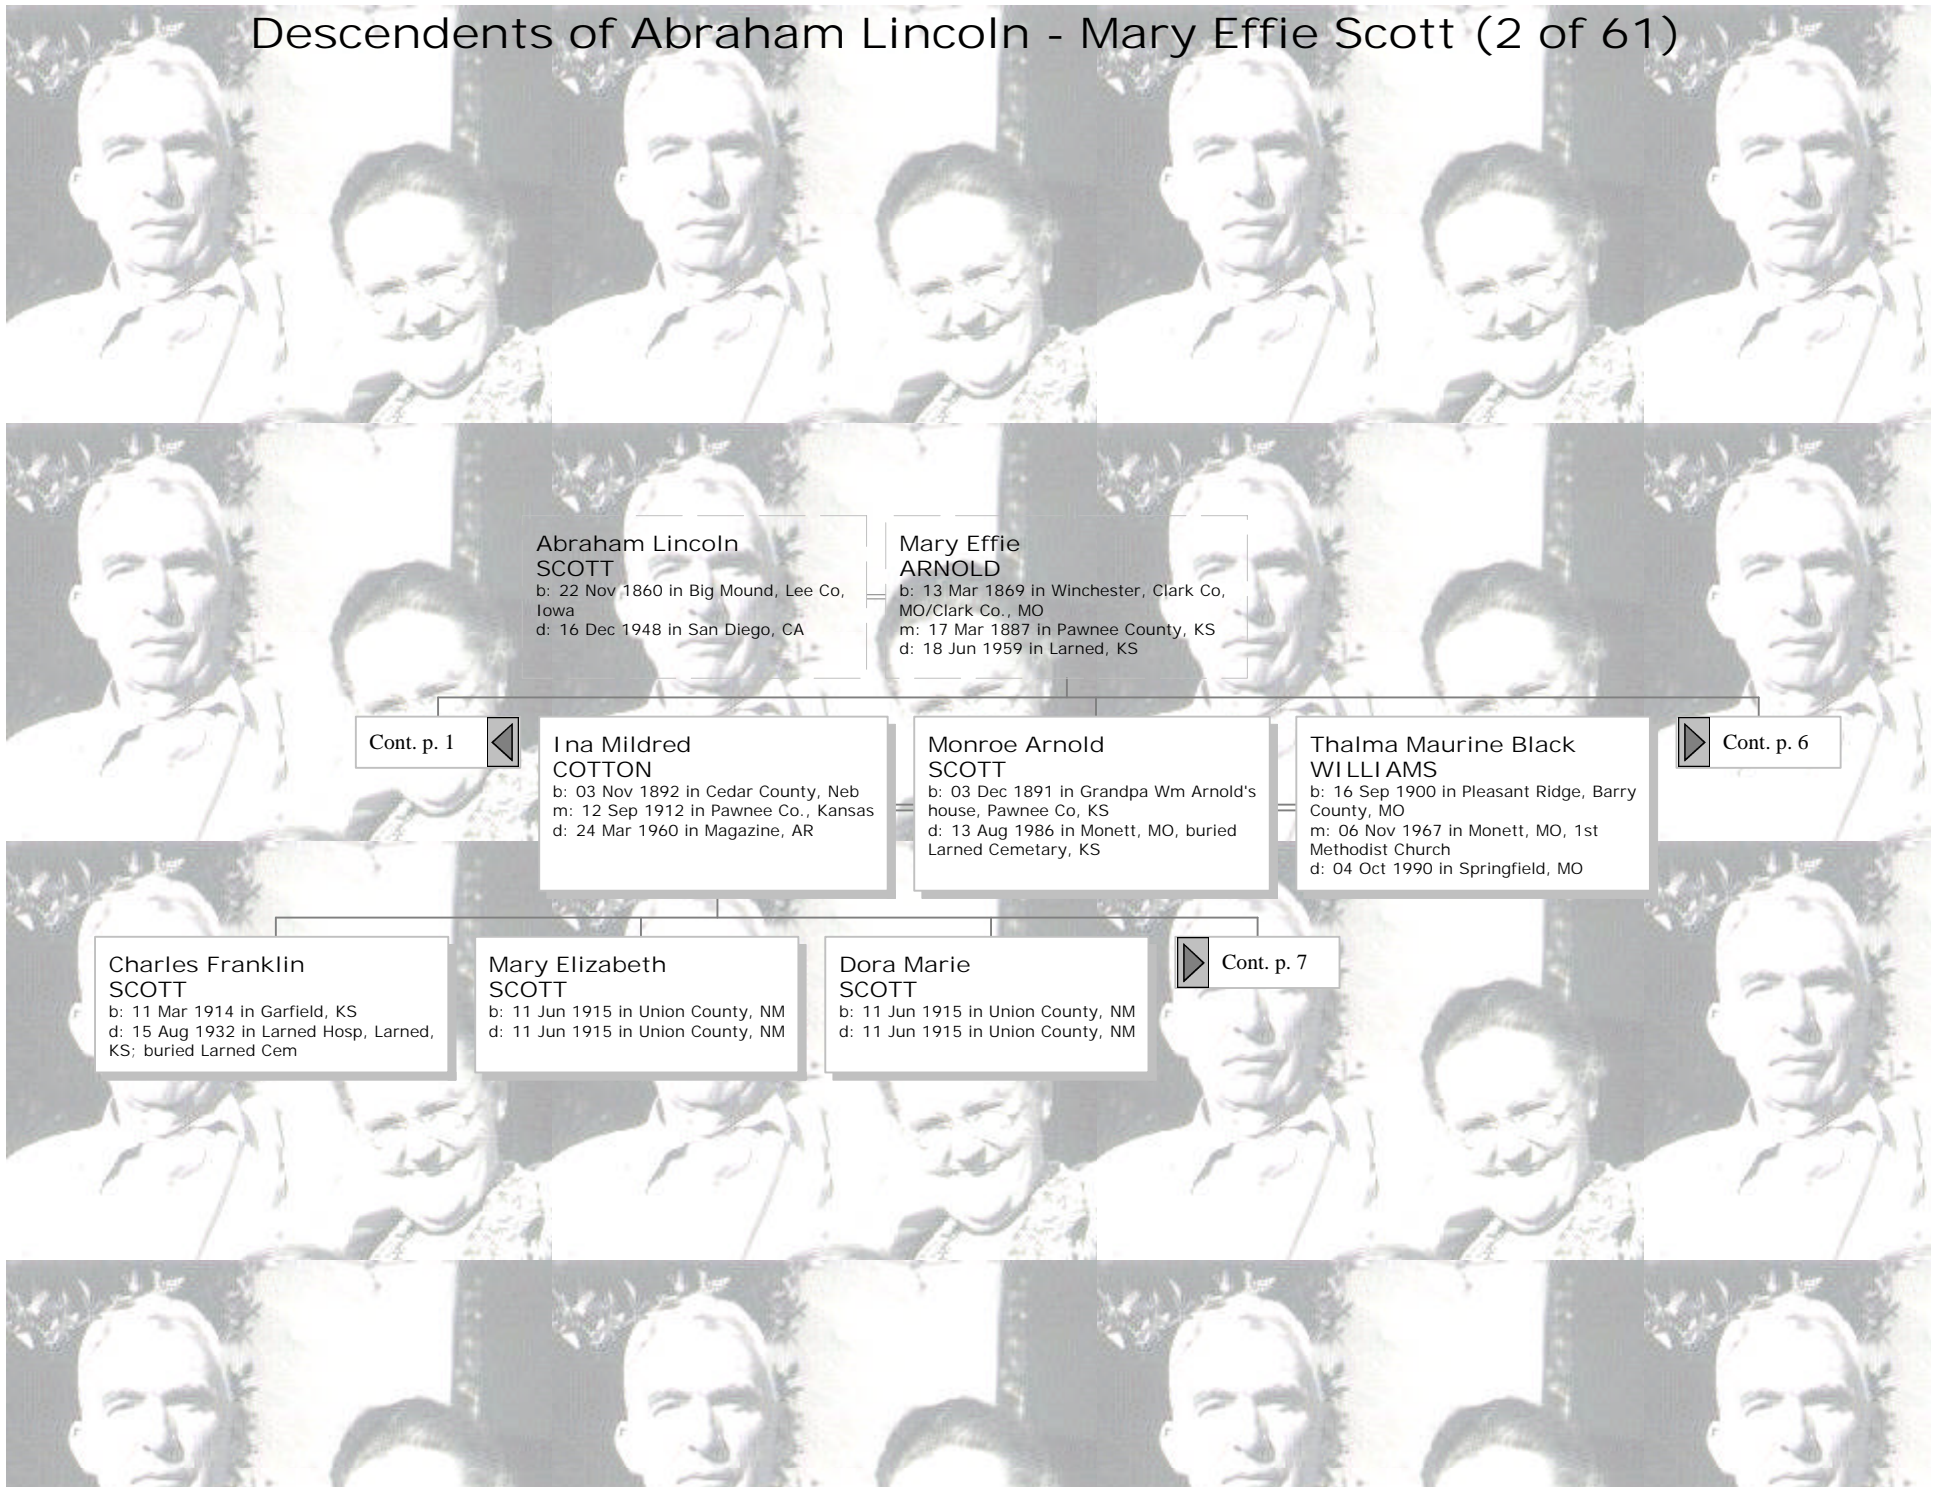 Descendents of Abraham Lincoln - Mary Effie Scott (2 of 61)
Abraham Lincoln
SCOTT
b: 22 Nov 1860 in Big Mound, Lee Co,
Iowa
d: 16 Dec 1948 in San Diego, CA
Mary Effie
ARNOLD
b: 13 Mar 1869 in Winchester, Clark Co,
MO/Clark Co., MO
m: 17 Mar 1887 in Pawnee County, KS
d: 18 Jun 1959 in Larned, KS
Cont. p. 1
Ina Mildred
COTTON
b: 03 Nov 1892 in Cedar County, Neb
m: 12 Sep 1912 in Pawnee Co., Kansas
d: 24 Mar 1960 in Magazine, AR
Monroe Arnold
SCOTT
b: 03 Dec 1891 in Grandpa Wm Arnold's
house, Pawnee Co, KS
d: 13 Aug 1986 in Monett, MO, buried
Larned Cemetary, KS
Thalma Maurine Black
WILLIAMS
b: 16 Sep 1900 in Pleasant Ridge, Barry
County, MO
m: 06 Nov 1967 in Monett, MO, 1st
Methodist Church
d: 04 Oct 1990 in Springfield, MO
Cont. p. 6
Charles Franklin
SCOTT
b: 11 Mar 1914 in Garfield, KS
d: 15 Aug 1932 in Larned Hosp, Larned,
KS; buried Larned Cem
Mary Elizabeth
SCOTT
b: 11 Jun 1915 in Union County, NM
d: 11 Jun 1915 in Union County, NM
Dora Marie
SCOTT
b: 11 Jun 1915 in Union County, NM
d: 11 Jun 1915 in Union County, NM
Cont. p. 7